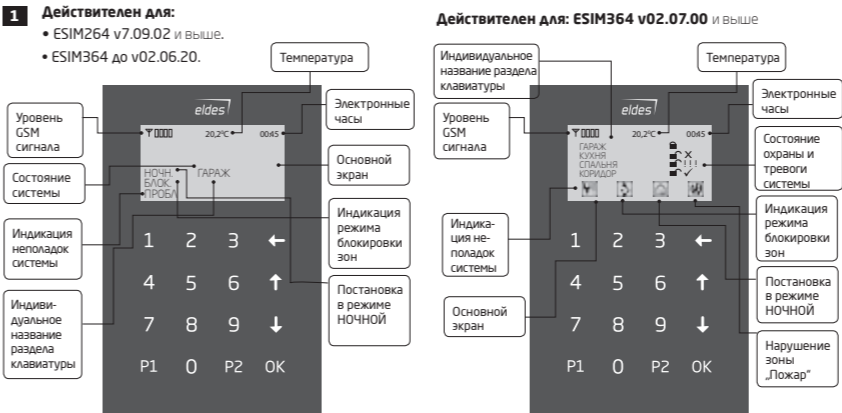 1
Действителен для:
• ESIM264 v7.09.02 и выше.
• ESIM364 до v02.06.20.
Температура
Уровень
GSM
сигнала
Состояние
системы
Индикация
неполадок
системы
Индиви-
дуальное
название
раздела
клавиатуры
eldes
20,2ºC 00:45
НОЧН. ГАРАЖ
БЛОК.
ПРОБЛ
1 2 3 ←
4 5 6 ↑
7 8 9 ↓
P1 0 P2 OK
Электронные
часы
Основной
экран
Индикация
режима
блокировки
зон
Постановка
в режиме
НОЧНОЙ
Действителен для: ESIM364 v02.07.00 и выше
Индивидуальное
название раздела
клавиатуры
Температура
Уровень
GSM
сигнала
Индика-
ция не-
поладок
системы
Основной
экран
eldes
20,2ºC 00:45
ГАРАЖ
КУХНЯ X
СПАЛЬНЯ !!!
КОРИДОР ✓
1 2 3 ←
4 5 6 ↑
7 8 9 ↓
P1 0 P2 OK
Электронные
часы
Состояние
охраны и
тревоги
системы
Индикация
режима
блокировки
зон
Постановка
в режиме
НОЧНОЙ
Нарушение
зоны
„Пожар“